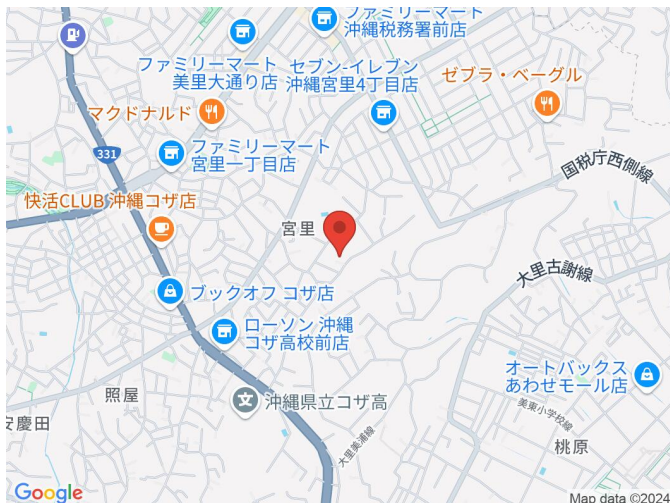 ファミリーマート
沖縄税務署前店
ファミリーマート
美里大通り店
セブン-イレブン
沖縄宮里4丁目店
ゼブラ・ベーグル
マクドナルド
ファミリーマート
宮里一丁目店
331
国税庁西側線
快活CLUB 沖縄コザ店
宮里
大里古謝線
ブックオフ コザ店
ローソン 沖縄
コザ高校前店
オートバックス
あわせモール店
照屋
沖縄県立コザ高
文
安慶田
美東小学校線
大里美浦線
桃原
Google
Map data ©2024